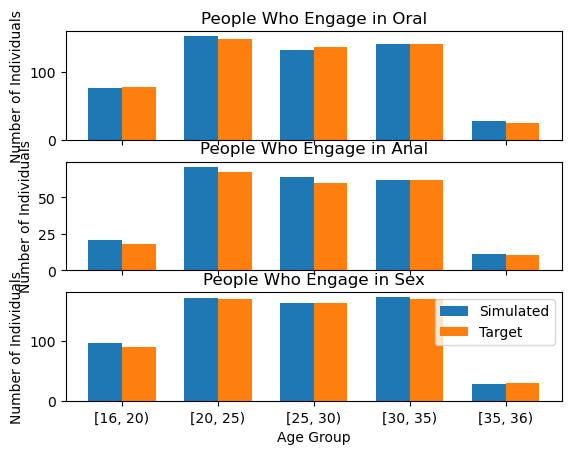 People Who Engage in Oral
Number of Individuals
100
0
People Who Engage in Anal
Number of Individuals
50
25
0
People Who Engage in Sex
Number of Individuals
100
0
Simulated
Target
[16, 20)
[20, 25)
[25, 30)
[30, 35)
[35, 36)
Age Group